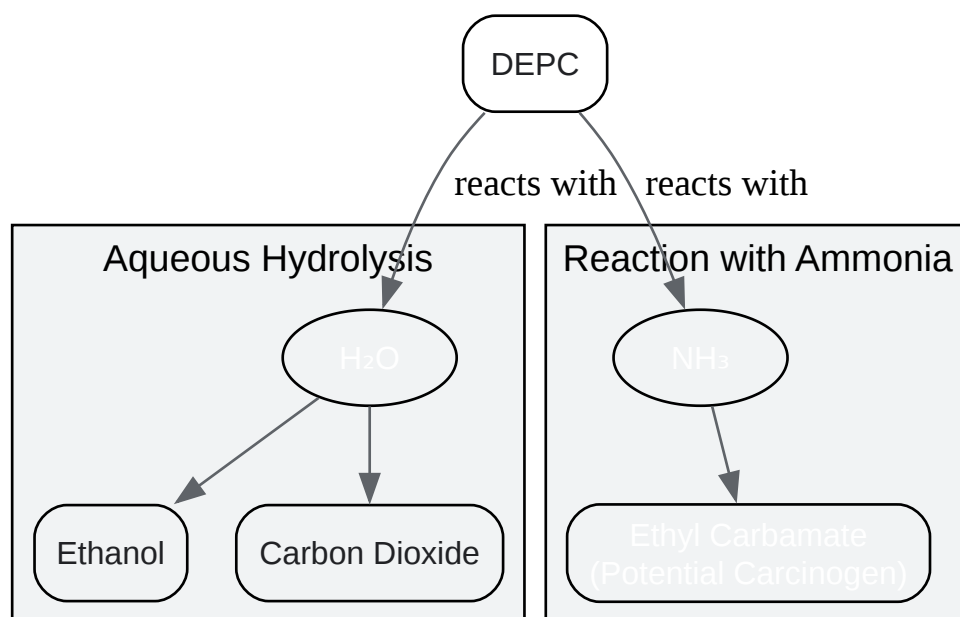 DEPC
reacts with reacts with
Aqueous Hydrolysis
Reaction with Ammonia
H₂O
NH₃
Ethanol
Carbon Dioxide
Ethyl Carbamate
(Potential Carcinogen)